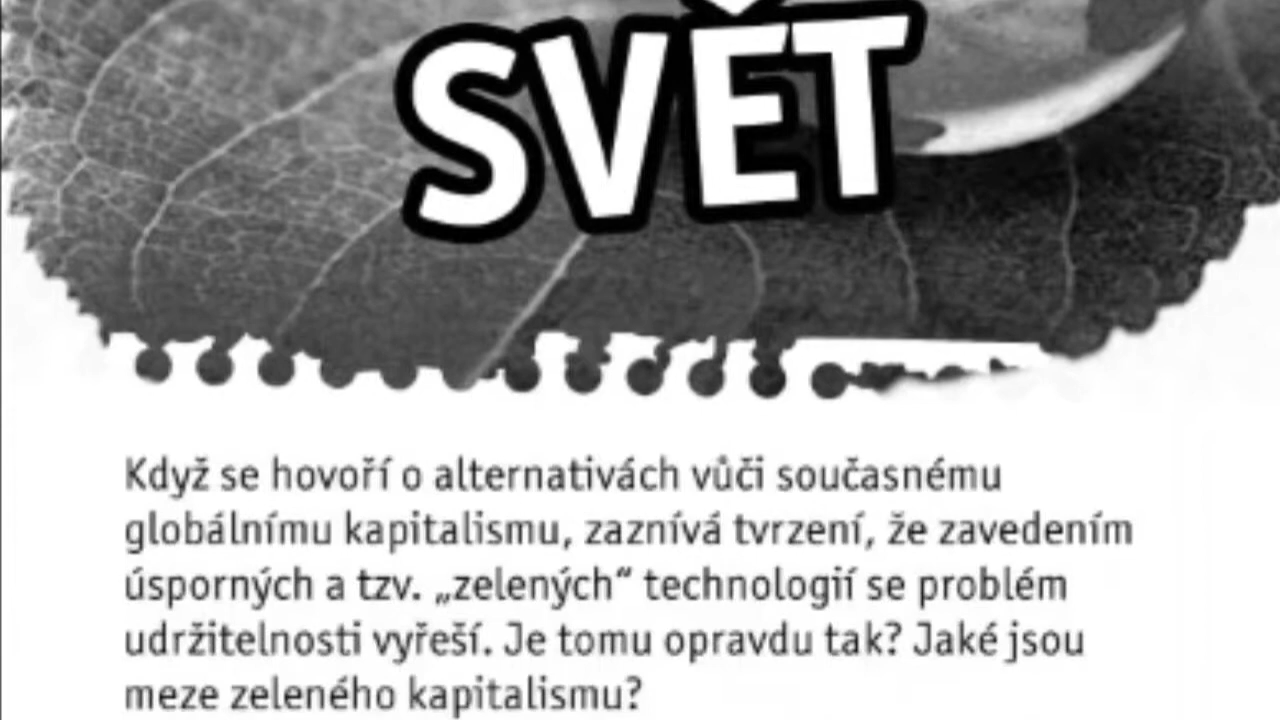 SVĚT
Když se hovoří o alternativách vůči současnému
globálnímu kapitalismu, zaznívá tvrzení, že zavedením
úsporných a tzv. „zelených“ technologií se problém
udržitelnosti vyřeší. Je tomu opravdu tak? Jaké jsou
meze zeleného kapitalismu?